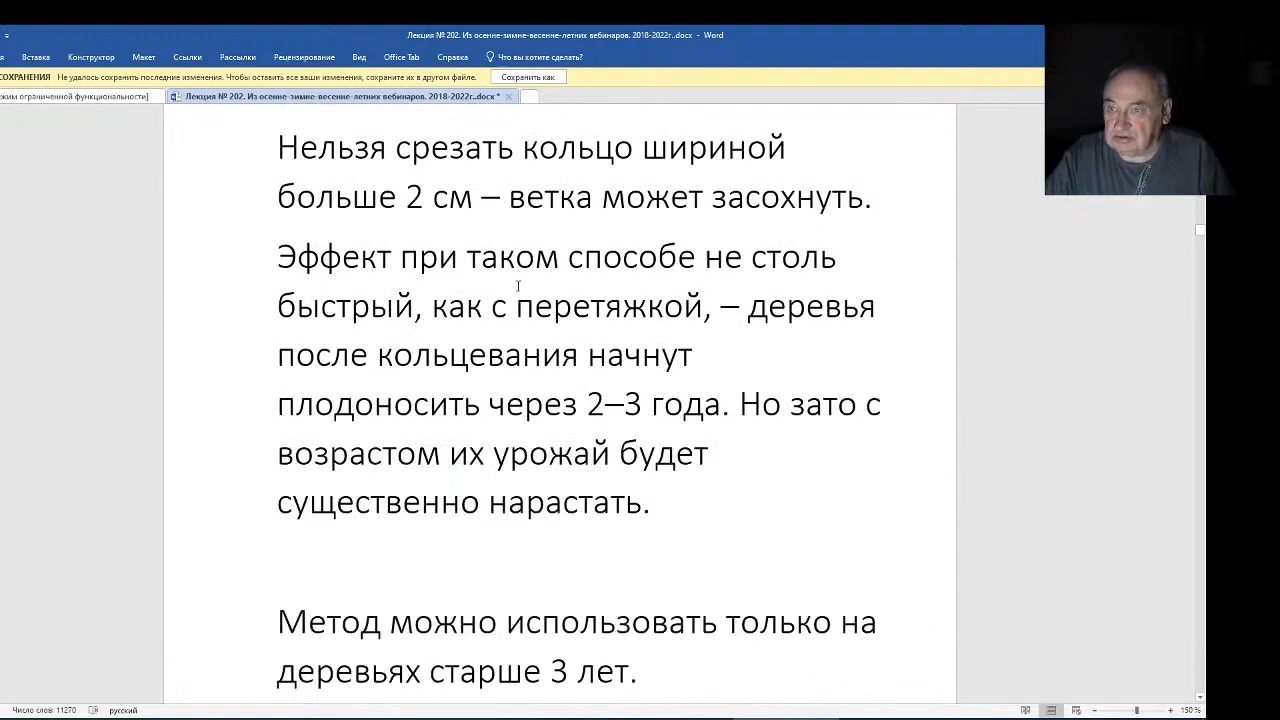 Лекция № 202. Из осенне-зимне-весенне-летних вебинаров. 2018-2022г..docx - Word
Вставка Конструктор Макет Ссылки Рассылки Рецензирование Вид Office Tab Справка Что вы хотите сделать?
СОХРАНЕНИЯ Не удалось сохранить последние изменения. Чтобы оставить все ваши изменения, сохраните их в другом файле. Сохранить как
жим ограниченной функциональности] Лекция № 202. Из осенне-зимне-весенне-летних вебинаров. 2018-2022г..docx *
Нельзя срезать кольцо шириной
больше 2 см – ветка может засохнуть.
Эффект при таком способе не столь
быстрый, как с перетяжкой, – деревья
после кольцевания начнут
плодоносить через 2–3 года. Но зато с
возрастом их урожай будет
существенно нарастать.
Метод можно использовать только на
деревьях старше 3 лет.
Число слов: 11270 русский 150 %